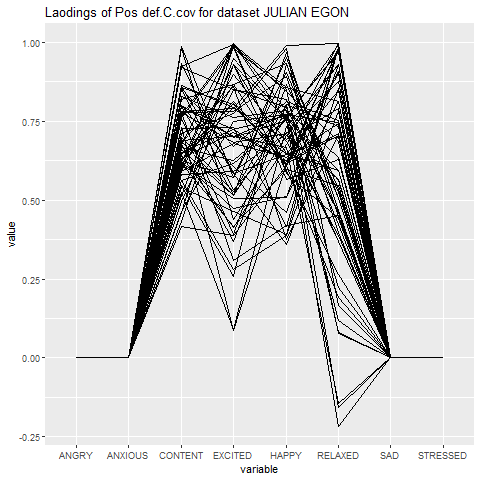 Laodings of Pos def.C.cov for dataset JULIAN EGON
1.00
0.75
0.50
0.25
0.00
-0.25
value
ANGRY ANXIOUS CONTENT EXCITED HAPPY RELAXED SAD STRESSED
variable